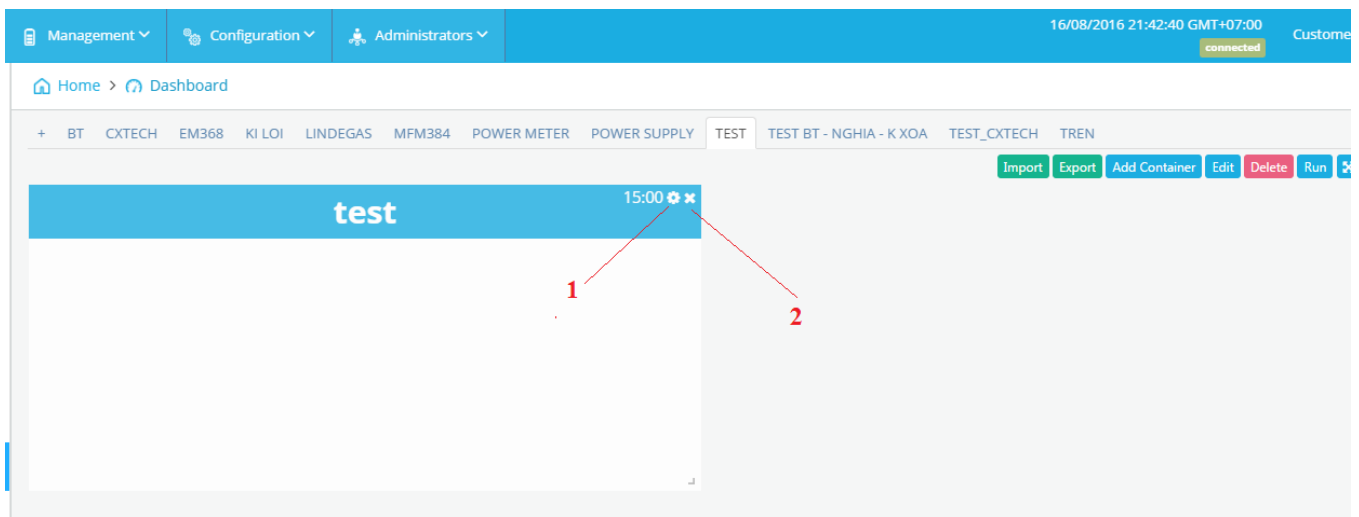 Management Configuration Administrators 16/08/2016 21:42:40 GMT+07:00
connected
Custome
Home > Dashboard
+ BT CXTECH EM368 KI LOI LINDEGAS MFM384 POWER METER POWER SUPPLY TEST TEST BT - NGHIA - K XOA TEST_CXTECH TREN
Import Export Add Container Edit Delete Run
test 15:00
1
2